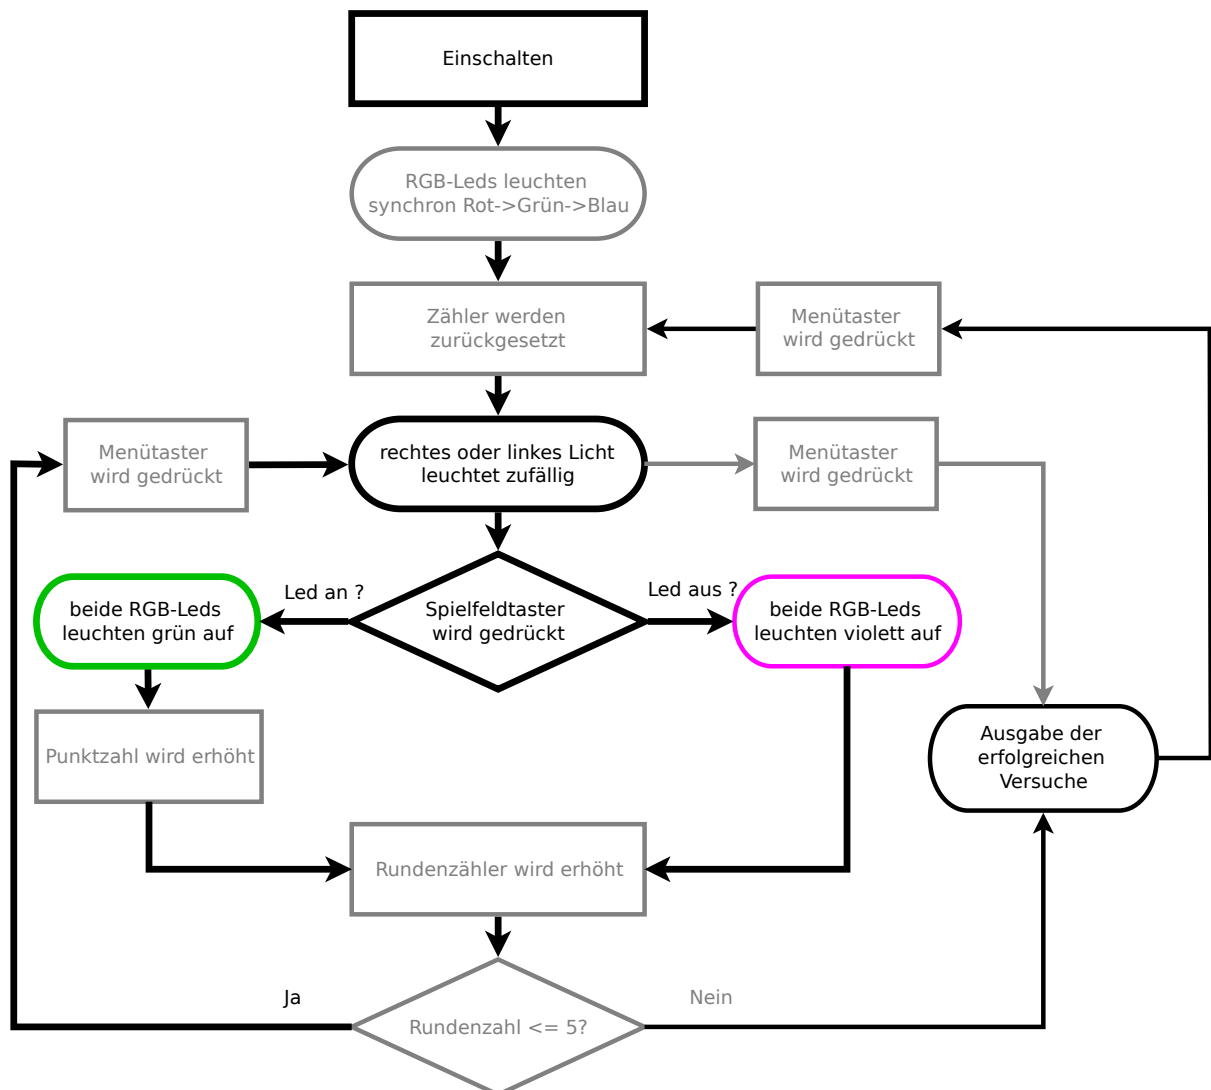 Einschalten
RGB-Leds leuchten
synchron Rot->Grün->Blau
Zähler werden
zurückgesetzt
Menütaster
wird gedrückt
Menütaster
wird gedrückt
rechtes oder linkes Licht
leuchtet zufällig
Menütaster
wird gedrückt
Led an ?
Led aus ?
beide RGB-Leds
leuchten grün auf
Spielfeldtaster
wird gedrückt
beide RGB-Leds
leuchten violett auf
Punktzahl wird erhöht
Ausgabe der
erfolgreichen
Versuche
Rundenzähler wird erhöht
Ja
Nein
Rundenzahl <= 5?